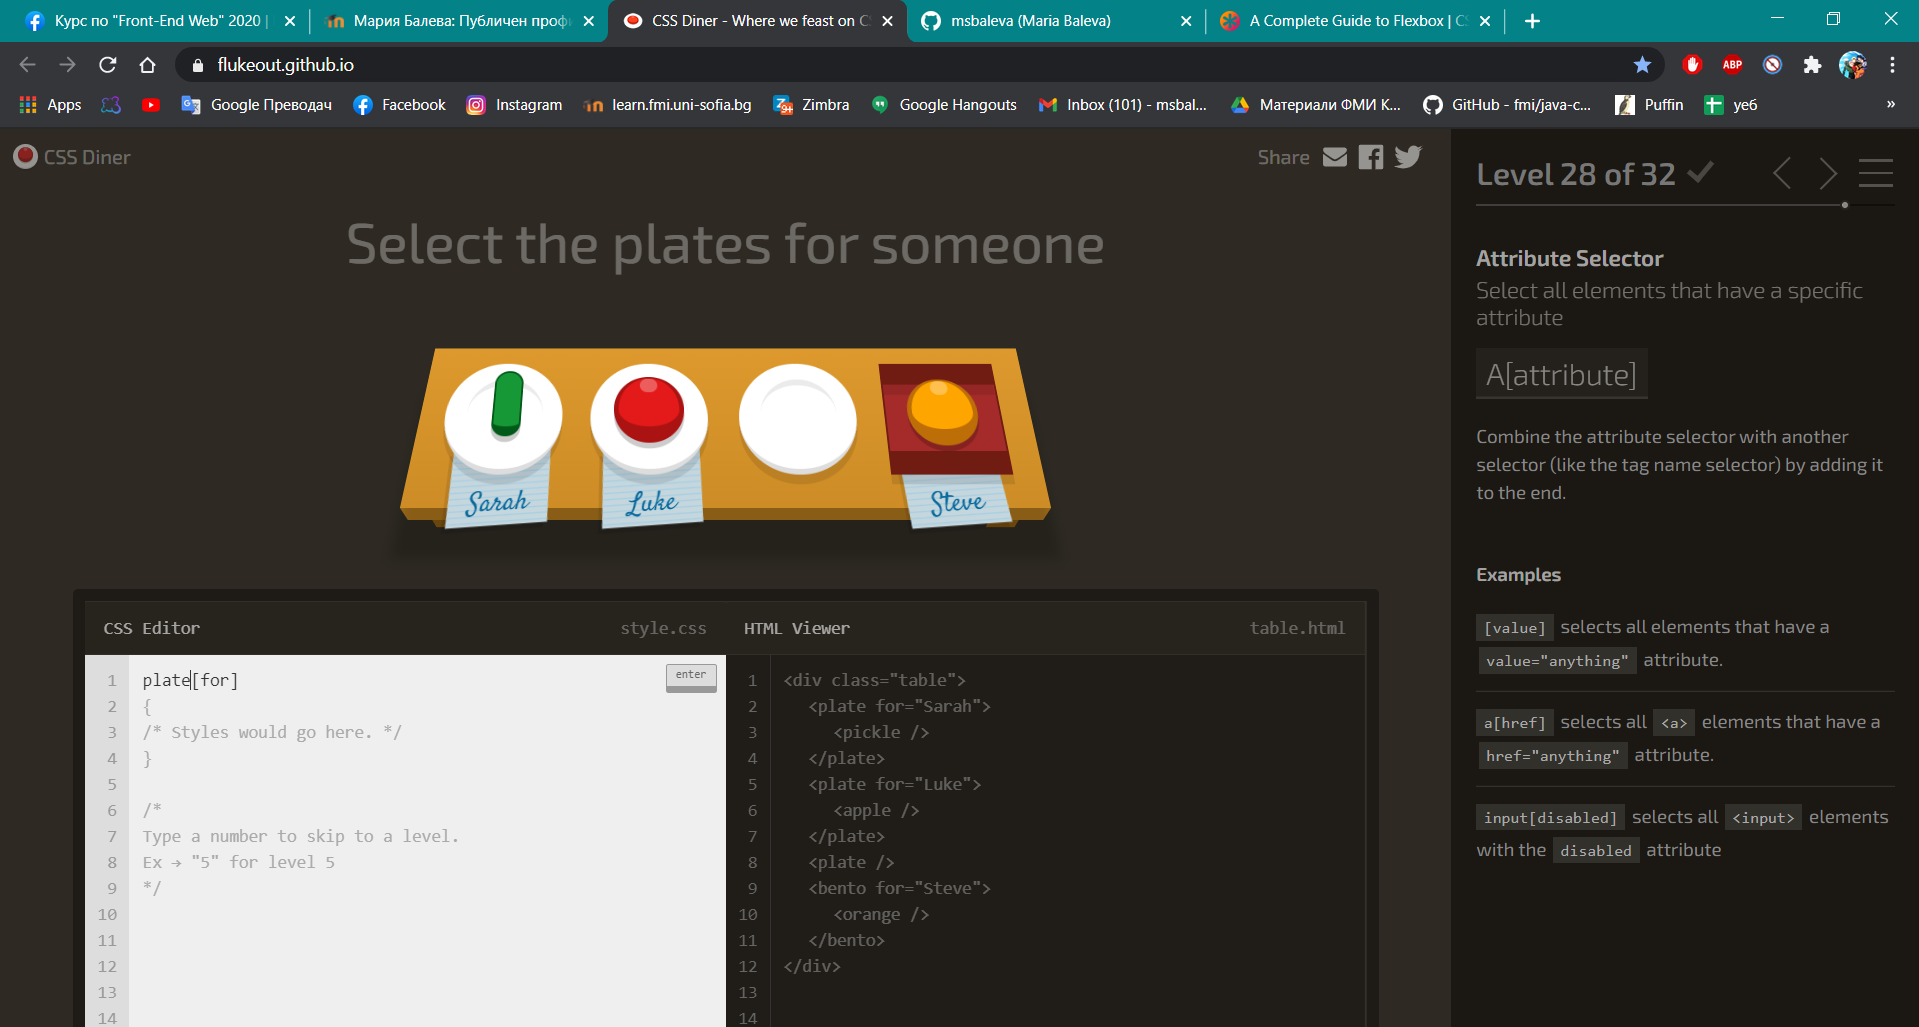 Курс по "Front-End Web" 2020 |
Мария Балева: Публичен проф
CSS Diner - Where we feast on CS
msbaleva (Maria Baleva)
A Complete Guide to Flexbox | CS
flukeout.github.io
ABP
Apps
Google Преводач
Facebook
Instagram
learn.fmi.uni-sofia.bg
Zimbra
Google Hangouts
Inbox (101) - msbal...
Материали ФМИ К...
GitHub - fmi/java-c...
Puffin
уеб
»
CSS Diner
Share
Select the plates for someone
Sarah
Luke
Steve
CSS Editor
style.css
HTML Viewer
table.html
enter
1 plate[for]
2 {
3 /* Styles would go here. */
4 }
5
6 /*
7 Type a number to skip to a level.
8 Ex → "5" for level 5
9 */
10
11
12
13
14
1 <div class="table">
2 <plate for="Sarah">
3 <pickle />
4 </plate>
5 <plate for="Luke">
6 <apple />
7 </plate>
8 <plate />
9 <bento for="Steve">
10 <orange />
11 </bento>
12 </div>
13
14
Level 28 of 32
Attribute Selector
Select all elements that have a specific
attribute
A[attribute]
Combine the attribute selector with another
selector (like the tag name selector) by adding it
to the end.
Examples
[value] selects all elements that have a
value="anything" attribute.
a[href] selects all <a> elements that have a
href="anything" attribute.
input[disabled] selects all <input> elements
with the disabled attribute